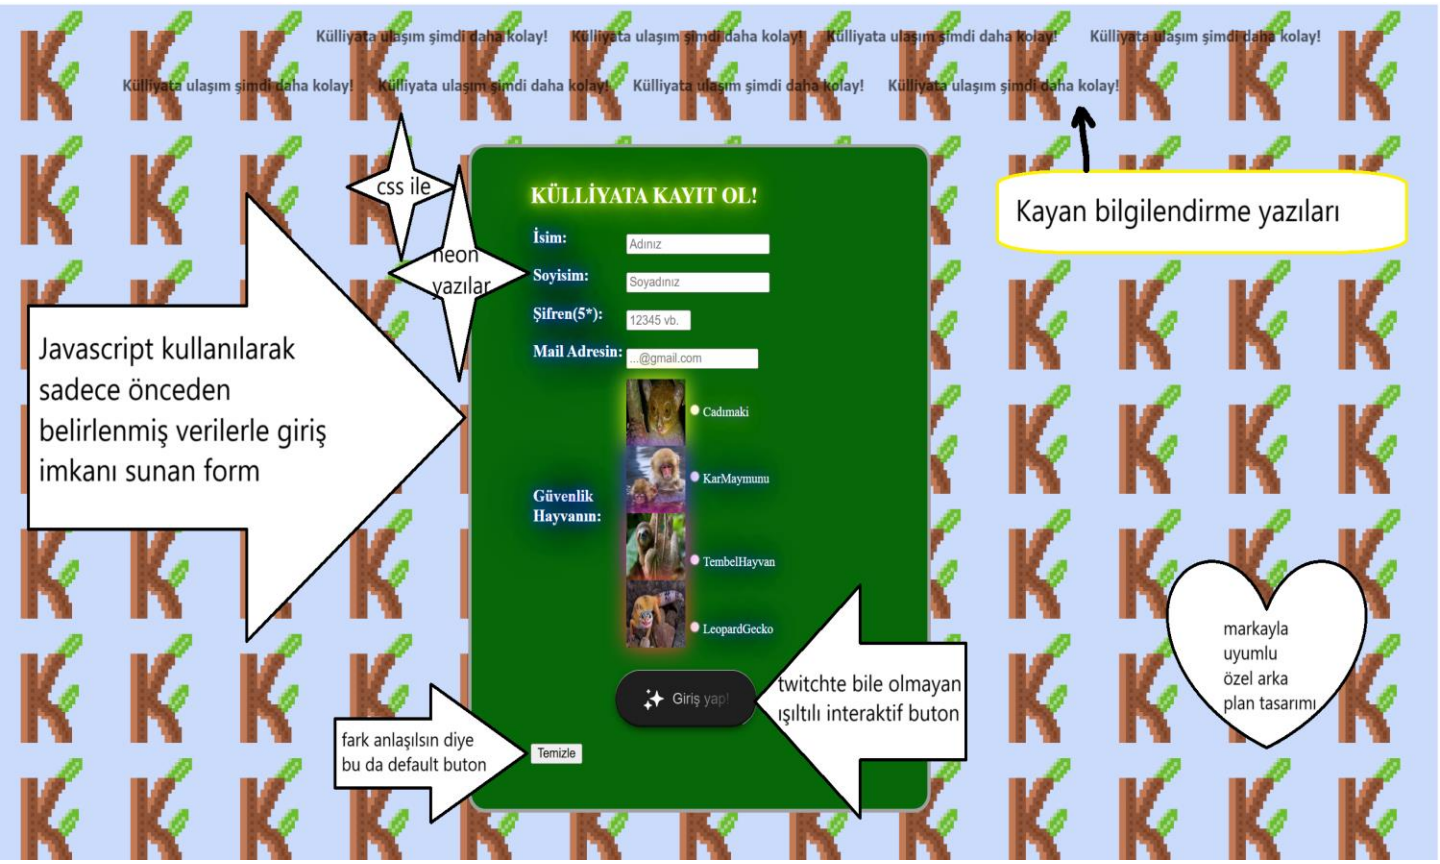 Külliyata ulaşım şimdi daha kolay! Külliyata ulaşım şimdi daha kolay! Külliyata ulaşım şimdi daha kolay! Külliyata ulaşım şimdi daha kolay!
Külliyata ulaşım şimdi daha kolay! Külliyata ulaşım şimdi daha kolay! Külliyata ulaşım şimdi daha kolay! Külliyata ulaşım şimdi daha kolay!
css ile
neon
yazılar
Kayan bilgilendirme yazıları
Javascript kullanılarak
sadece önceden
belirlenmiş verilerle giriş
imkanı sunan form
KÜLLİYATA KAYIT OL!
İsim:
Adınız
Soyisim:
Soyadınız
Şifren(5*):
12345 vb.
Mail Adresin:
...@gmail.com
Güvenlik
Hayvanın:
Cadımaki
KarMaymunu
TembelHayvan
LeopardGecko
Giriş yap!
twitchte bile olmayan
ışıltılı interaktif buton
fark anlaşılsın diye
bu da default buton
Temizle
markayla
uyumlu
özel arka
plan tasarımı